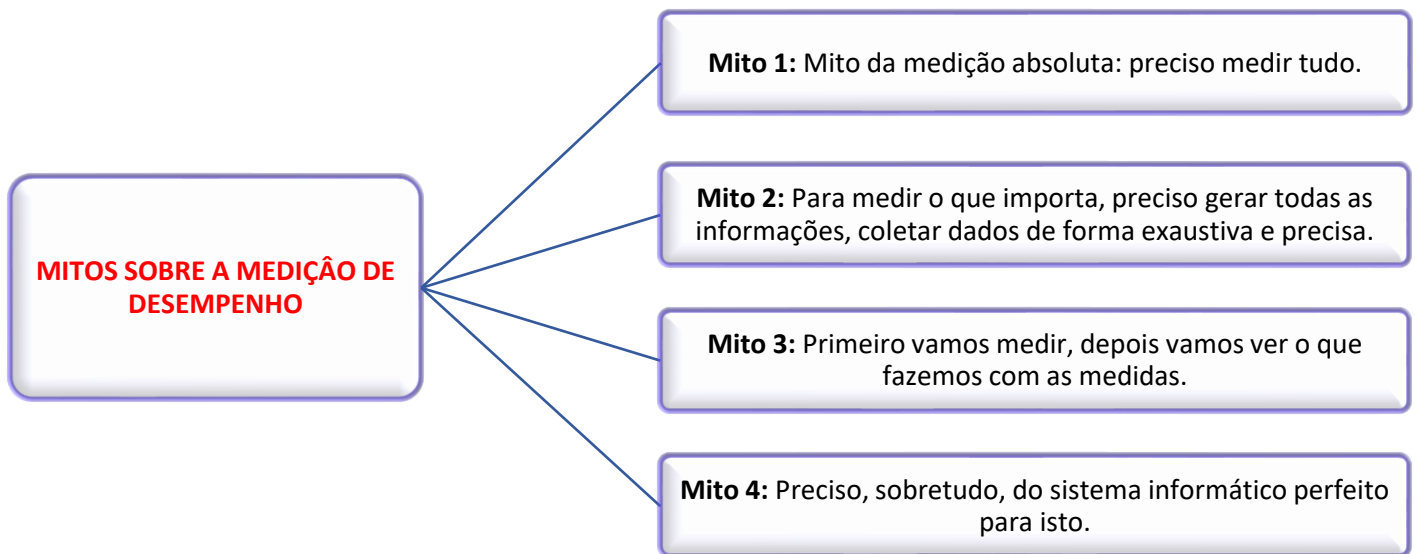 MITOS SOBRE A MEDIÇÂO DE
DESEMPENHO
Mito 1: Mito da medição absoluta: preciso medir tudo.
Mito 2: Para medir o que importa, preciso gerar todas as
informações, coletar dados de forma exaustiva e precisa.
Mito 3: Primeiro vamos medir, depois vamos ver o que
fazemos com as medidas.
Mito 4: Preciso, sobretudo, do sistema informático perfeito
para isto.